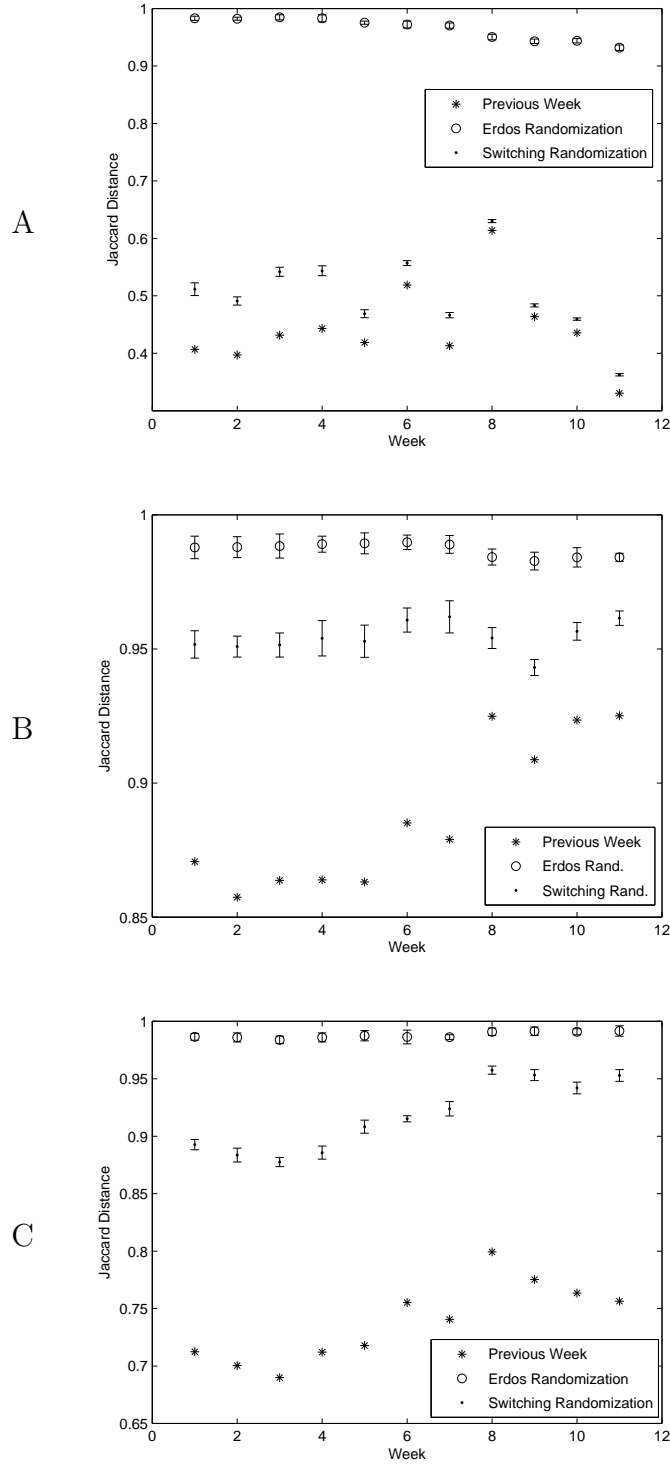 A
1
0.9
0.8
0.7
0.6
0.5
0.4
Jaccard Distance
Previous Week
Erdos Randomization
Switching Randomization
0 2 4 6 8 10 12
Week
B
1
0.95
0.9
0.85
Jaccard Distance
Previous Week
Erdos Rand.
Switching Rand.
0 2 4 6 8 10 12
Week
C
1
0.95
0.9
0.85
0.8
0.75
0.7
0.65
Jaccard Distance
Previous Week
Erdos Randomization
Switching Randomization
0 2 4 6 8 10 12
Week